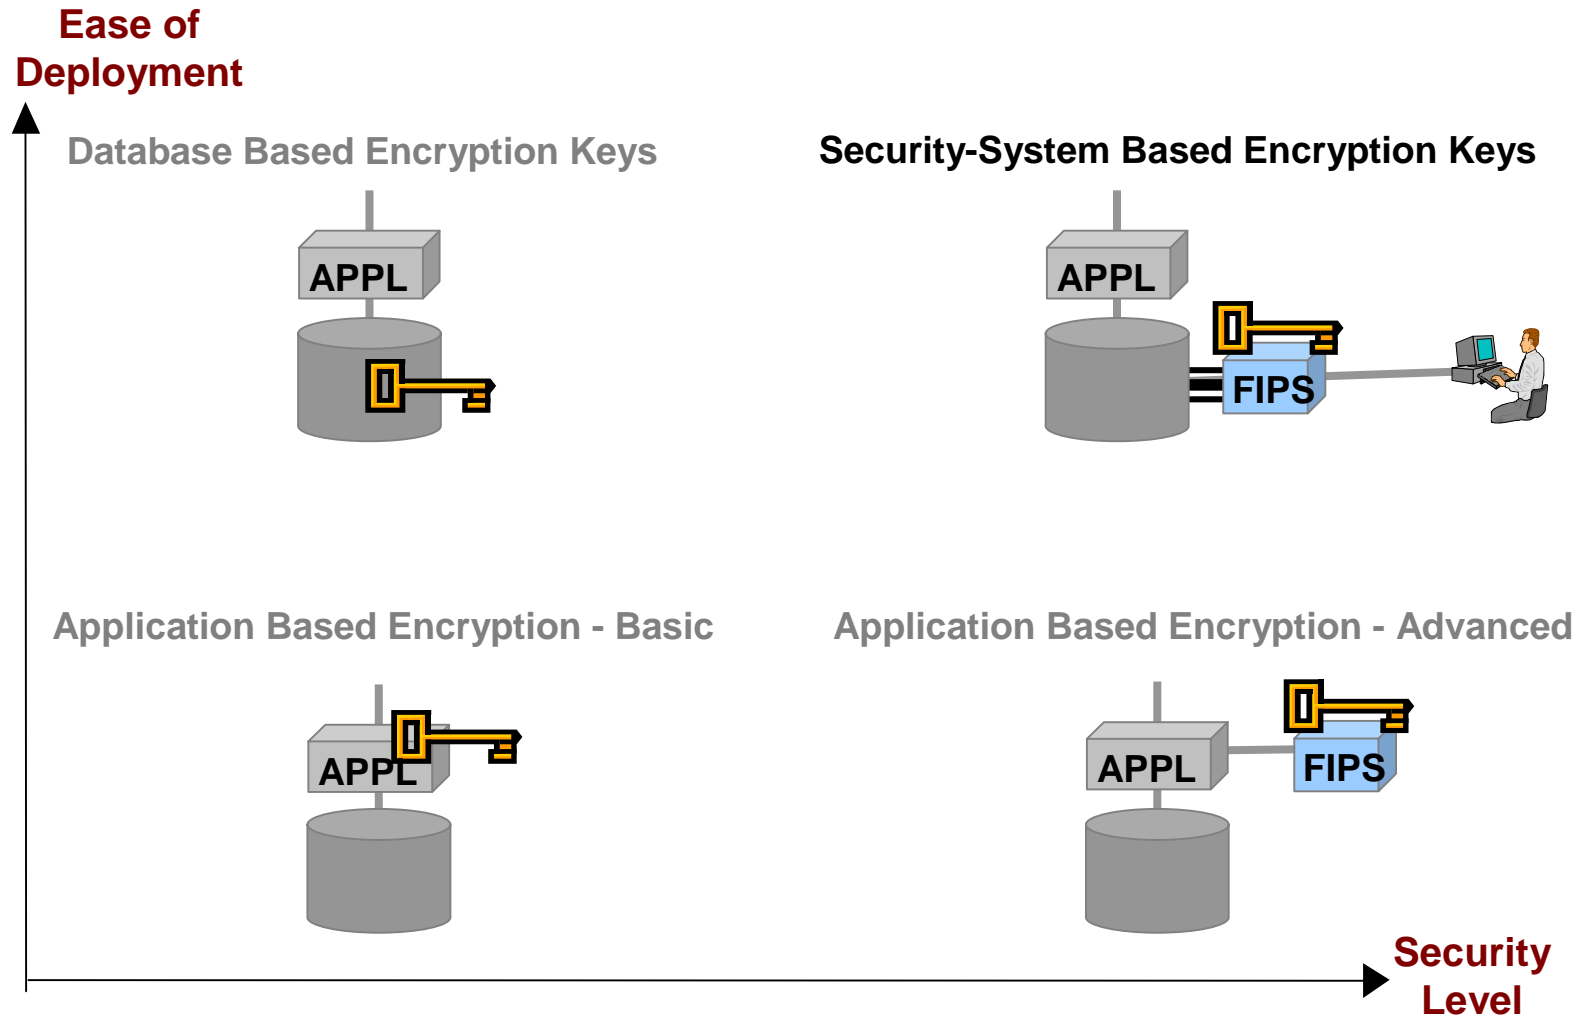 Ease of
Deployment
Database Based Encryption Keys
Security-System Based Encryption Keys
APPL
APPL
FIPS
Application Based Encryption - Basic
Application Based Encryption - Advanced
APPL
APPL
FIPS
Security
Level